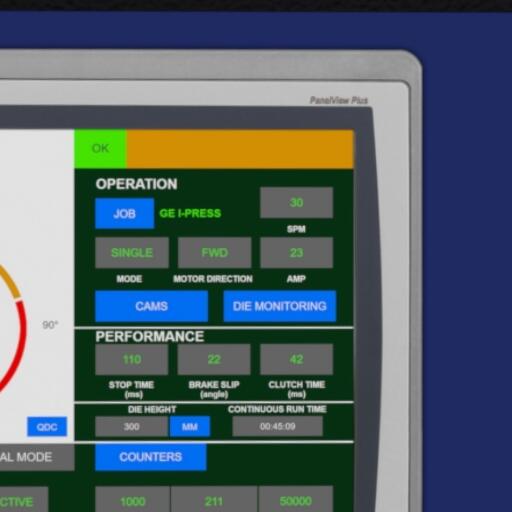 PanelView Plus
OK
OPERATION
JOB GE I-PRESS 30
SPM
SINGLE FWD 23
MODE MOTOR DIRECTION AMP
CAMS DIE MONITORING
90°
PERFORMANCE
110 22 42
STOP TIME (ms) BRAKE SLIP (angle) CLUTCH TIME (ms)
DIE HEIGHT CONTINUOUS RUN TIME
QDC 300 MM 00:45:09
AL MODE COUNTERS
CTIVE 1000 211 50000